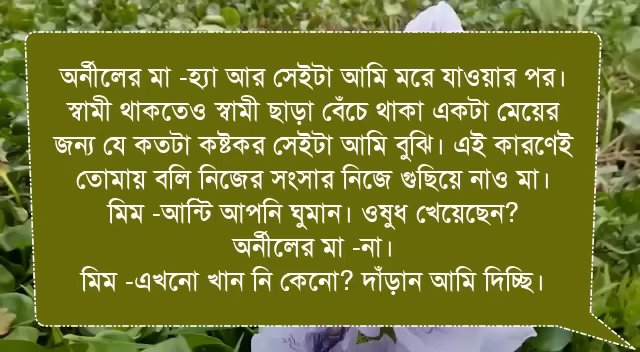 অর্নীলের মা -হ্যা আর সেইটা আমি মরে যাওয়ার পর।
স্বামী থাকতেও স্বামী ছাড়া বেঁচে থাকা একটা মেয়ের
জন্য যে কতটা কষ্টকর সেইটা আমি বুঝি। এই কারণেই
তোমায় বলি নিজের সংসার নিজে গুছিয়ে নাও মা।
মিম -আন্টি আপনি ঘুমান। ওষুধ খেয়েছেন?
অর্নীলের মা -না।
মিম -এখনো খান নি কেনো? দাঁড়ান আমি দিচ্ছি।